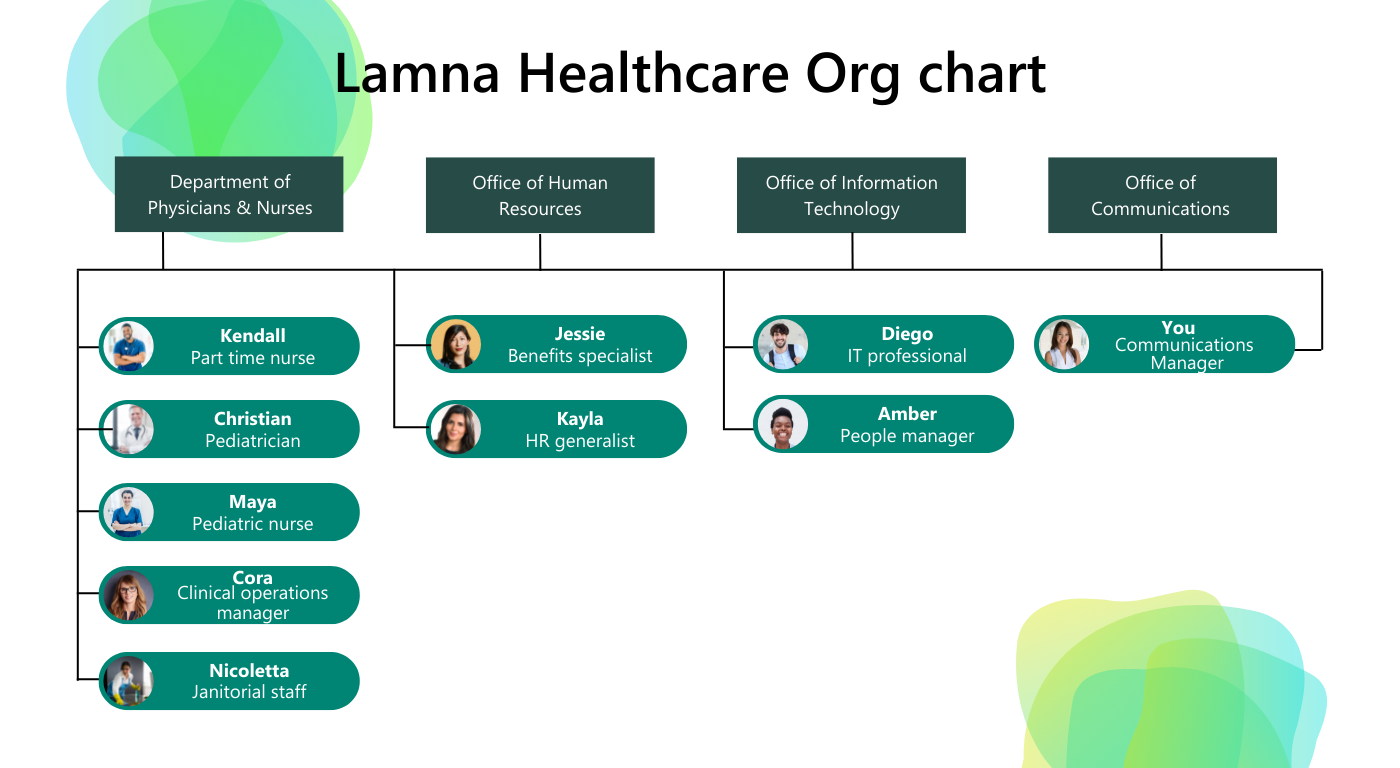 Lamna Healthcare Org chart
Department of
Physicians & Nurses
Office of Human
Resources
Office of Information
Technology
Office of
Communications
Kendall
Part time nurse
Christian
Pediatrician
Maya
Pediatric nurse
Cora
Clinical operations
manager
Nicoletta
Janitorial staff
Jessie
Benefits specialist
Kayla
HR generalist
Diego
IT professional
Amber
People manager
You
Communications
Manager